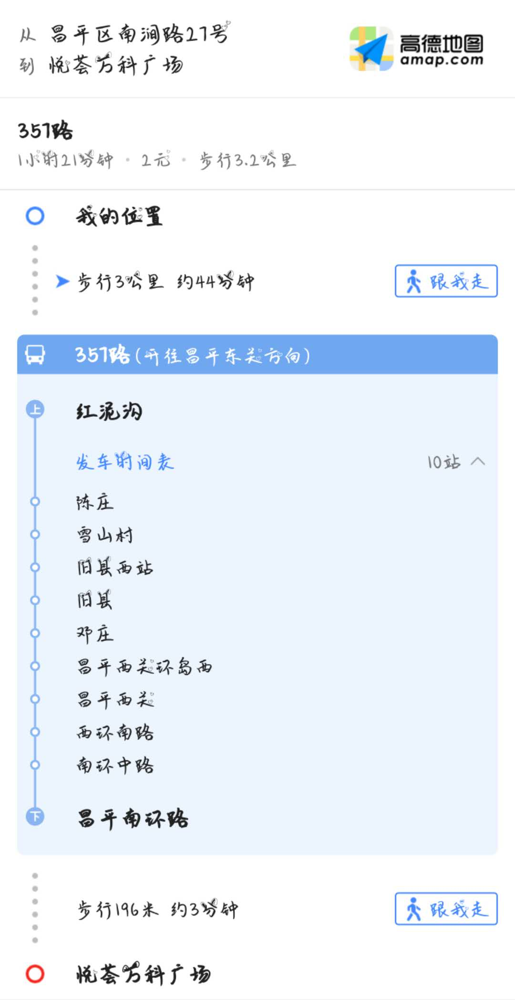 从 昌平区南涧路27号
到 悦荟万科广场
高德地图
amap.com
357路
1小时21分钟 · 2元 · 步行3.2公里
我的位置
步行3公里 约44分钟
跟我走
357路(开往昌平东关方向)
上 红泥沟
发车时间表 10站
陈庄
雪山村
旧县西站
旧县
邓庄
昌平西关环岛西
昌平西关
西环南路
南环中路
下 昌平南环路
步行196米 约3分钟
跟我走
悦荟万科广场